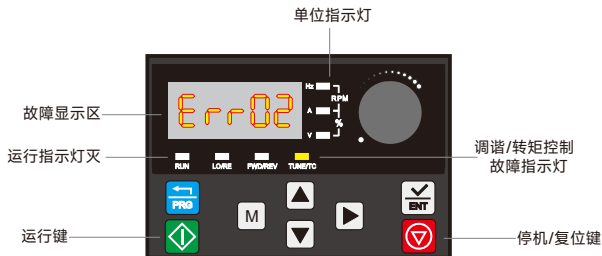 单位指示灯
Hz
RPM
故障显示区
Err02
A
%
V
运行指示灯灭
RUN
LO/RE
FWD/REV
TUNE/TC
调谐/转矩控制
故障指示灯
PRG
ENT
M
运行键
停机/复位键